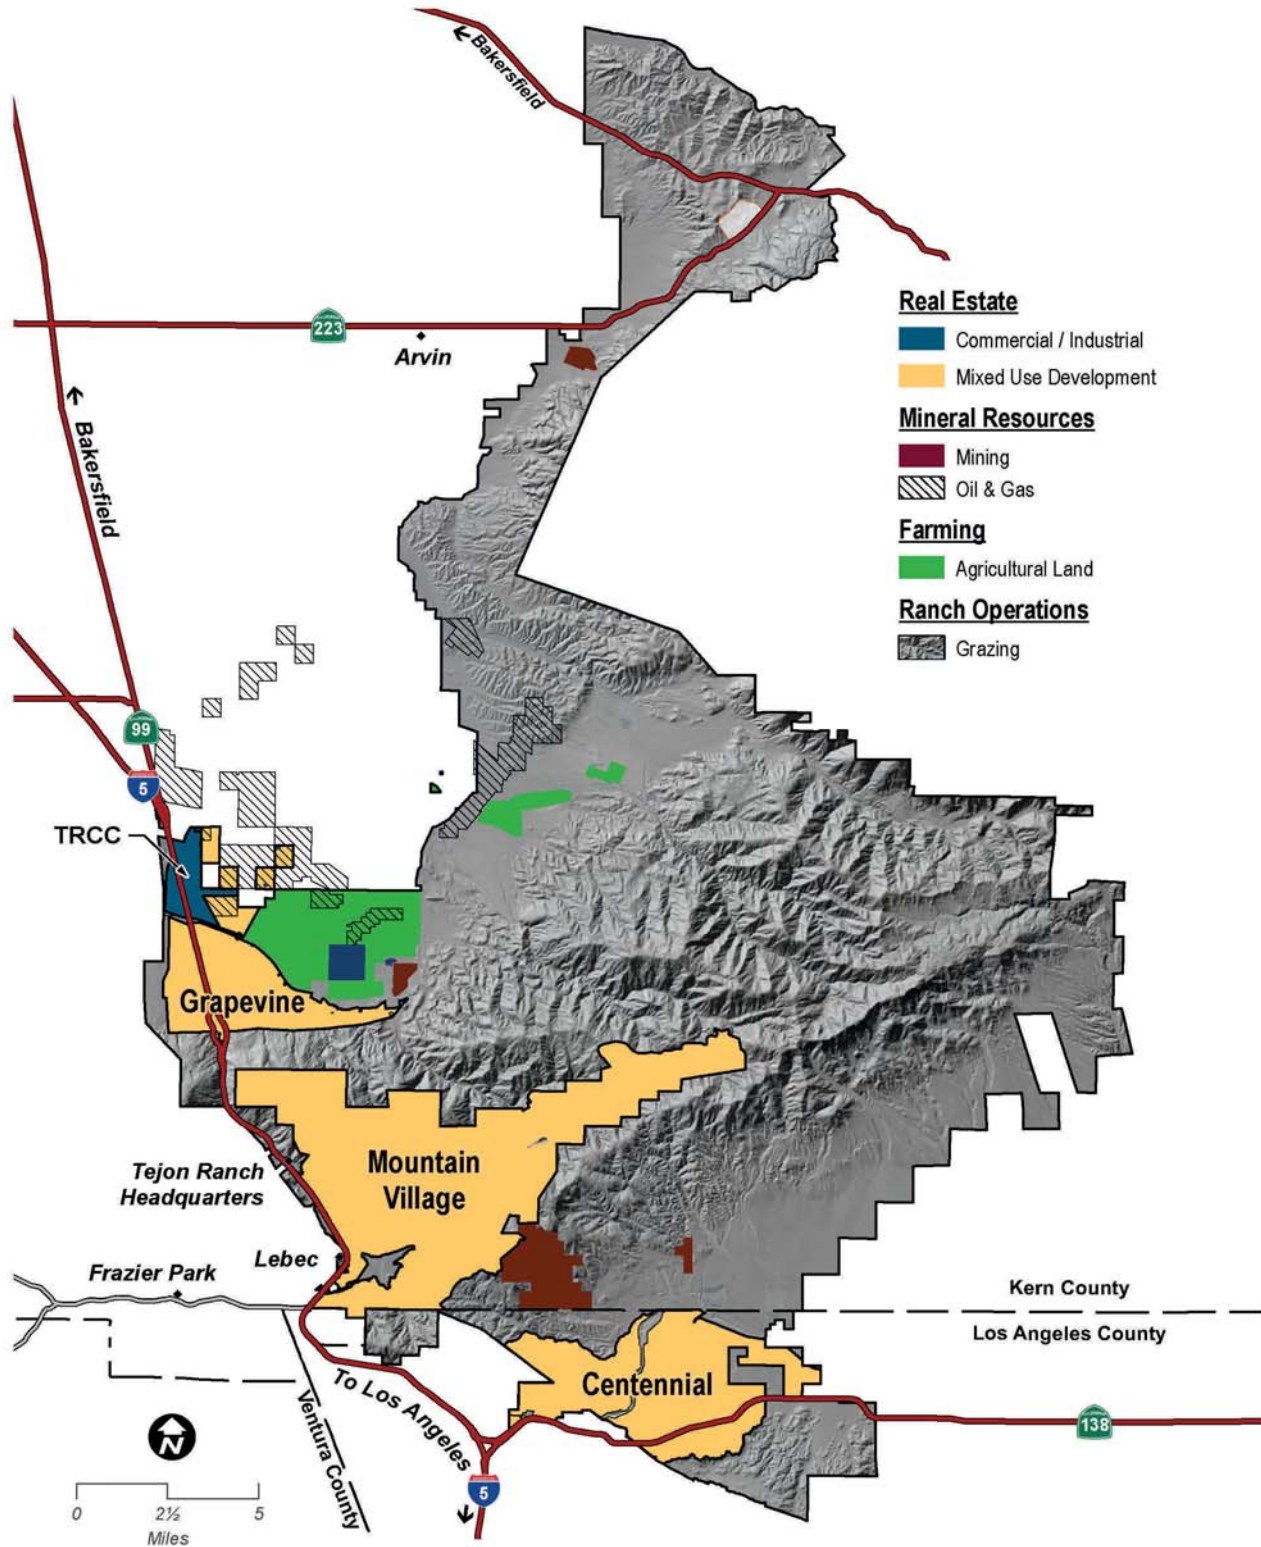 Bakersfield
223
Arvin
Bakersfield
Real Estate
Commercial / Industrial
Mixed Use Development
Mineral Resources
Mining
Oil & Gas
Farming
Agricultural Land
Ranch Operations
Grazing
99
5
TRCC
Grapevine
Mountain
Village
Tejon Ranch
Headquarters
Lebec
Frazier Park
Kern County
Los Angeles County
Centennial
To Los Angeles
Ventura County
138
N
5
0 2½ 5
Miles